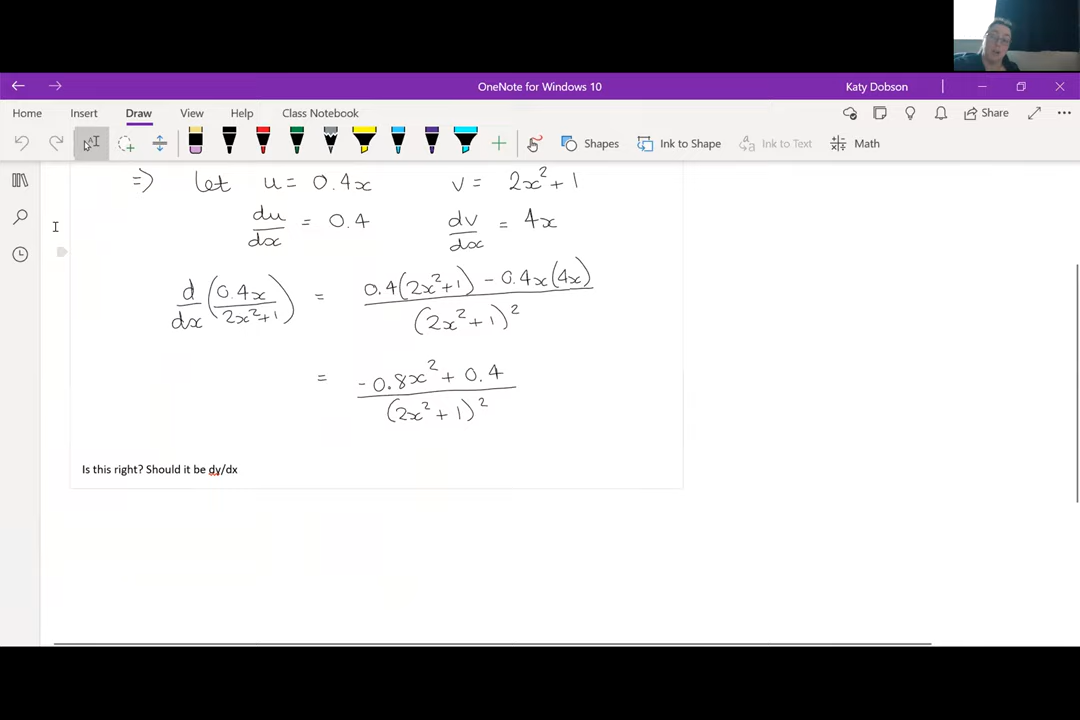 OneNote for Windows 10
Katy Dobson
Home Insert Draw View Help Class Notebook Share
Shapes Ink to Shape Ink to Text Math
=> let u = 0.4x v = 2x² + 1
du/dx = 0.4 dv/dx = 4x
d/dx (0.4x/2x²+1) = 0.4(2x²+1) - 0.4x(4x) / (2x²+1)²
= -0.8x² + 0.4 / (2x² + 1)²
Is this right? Should it be dy/dx